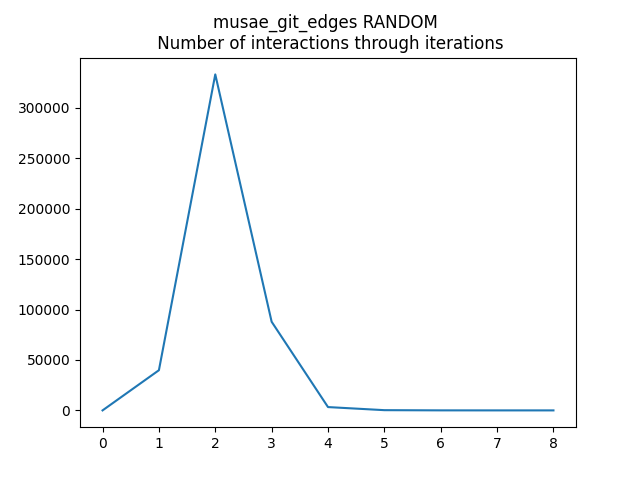 musae_git_edges RANDOM
Number of interactions through iterations
300000
250000
200000
150000
100000
50000
0
0 1 2 3 4 5 6 7 8